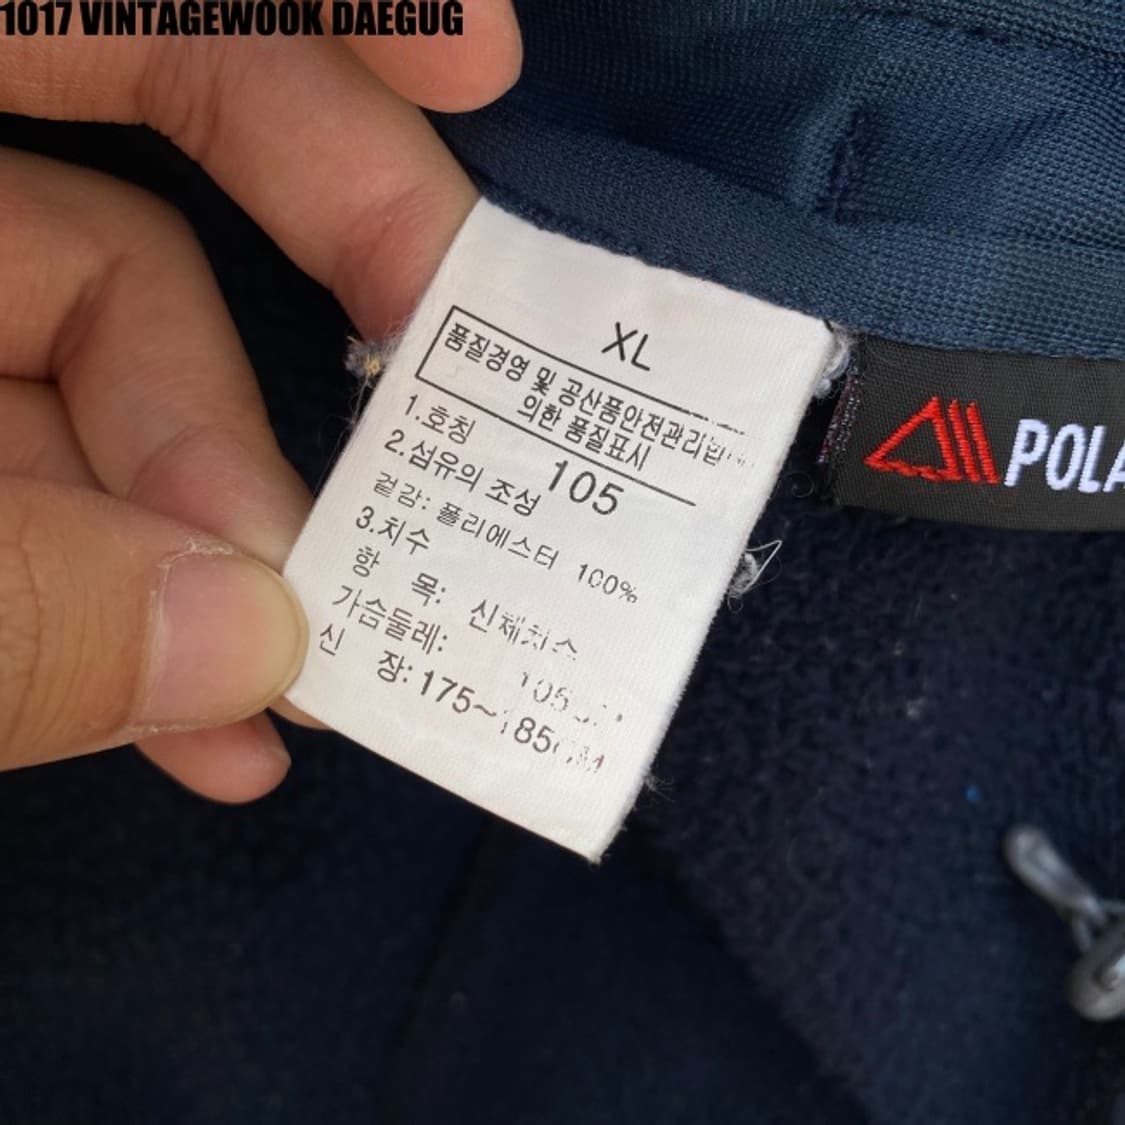 1017 VINTAGEWOOK DAEGUG
XL
품질경영 및 공산품안전관리법
의한 품질표시
1.호칭 105
2.섬유의 조성
겉감: 폴리에스터 100%
3.치수
항 목: 신체치수
가슴둘레: 105
신 장: 175~185CM
POLA